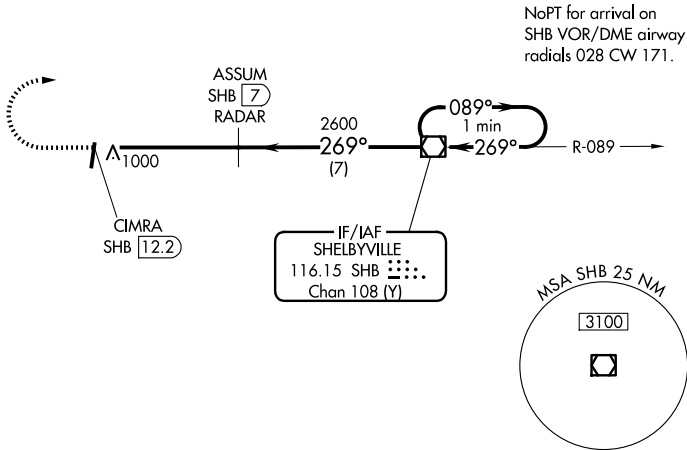 NoPT for arrival on
SHB VOR/DME airway
radials 028 CW 171.
ASSUM
SHB 7
RADAR
089°
1 min
2600
269°
(7)
269°
R-089
1000
CIMRA
SHB 12.2
IF/IAF
SHELBYVILLE
116.15 SHB
Chan 108 (Y)
MSA SHB 25 NM
3100